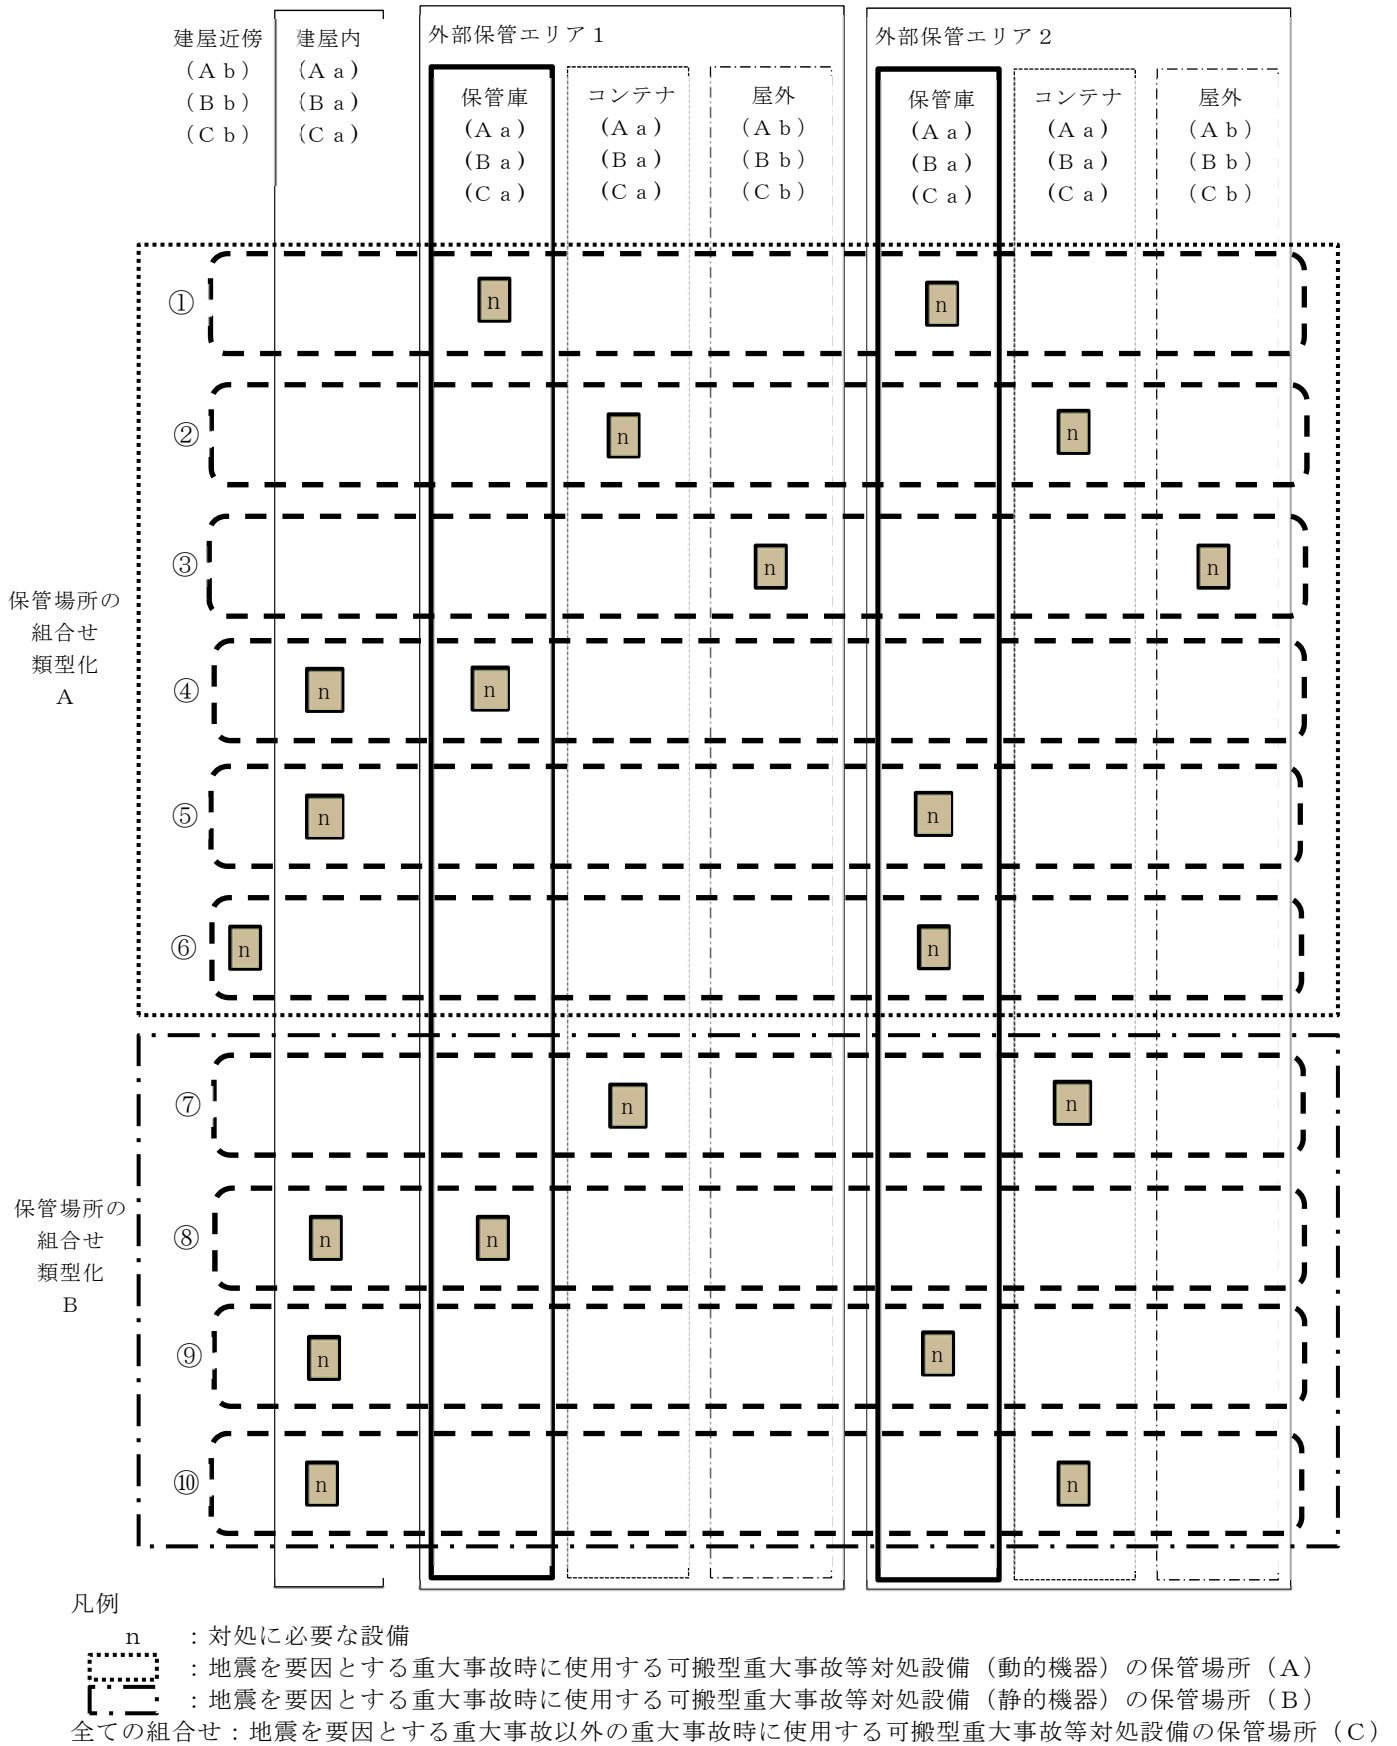 建屋近傍
（Ａｂ）
（Ｂｂ）
（Ｃｂ）
建屋内
（Ａａ）
（Ｂａ）
（Ｃａ）
外部保管エリア１
保管庫
（Ａａ）
（Ｂａ）
（Ｃａ）
コンテナ
（Ａａ）
（Ｂａ）
（Ｃａ）
屋外
（Ａｂ）
（Ｂｂ）
（Ｃｂ）
外部保管エリア２
保管庫
（Ａａ）
（Ｂａ）
（Ｃａ）
コンテナ
（Ａａ）
（Ｂａ）
（Ｃａ）
屋外
（Ａｂ）
（Ｂｂ）
（Ｃｂ）
保管場所の
組合せ
類型化
Ａ
① n n
② n n
③ n n
④ n n
⑤ n n
⑥ n n
保管場所の
組合せ
類型化
Ｂ
⑦ n n
⑧ n n
⑨ n n
⑩ n n
凡例
n ：対処に必要な設備
：地震を要因とする重大事故時に使用する可搬型重大事故等対処設備（動的機器）の保管場所（Ａ）
：地震を要因とする重大事故時に使用する可搬型重大事故等対処設備（静的機器）の保管場所（Ｂ）
全ての組合せ：地震を要因とする重大事故以外の重大事故時に使用する可搬型重大事故等対処設備の保管場所（Ｃ）